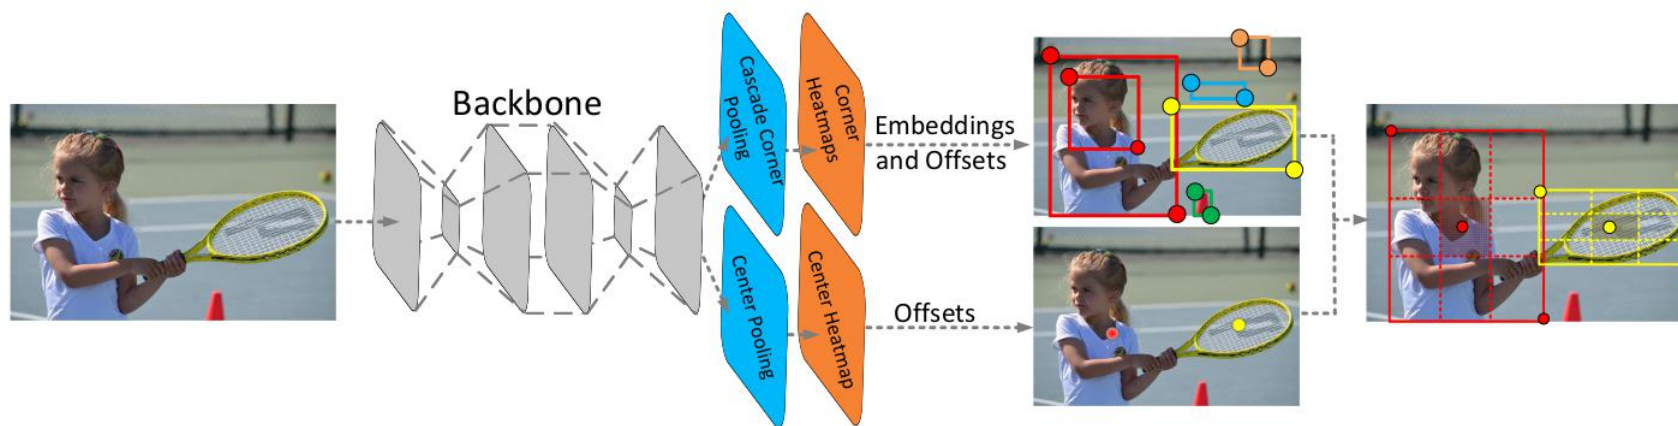 Backbone
Cascade Corner
Pooling
Corner
Heatmaps
Embeddings
and Offsets
Center Pooling
Center Heatmap
Offsets